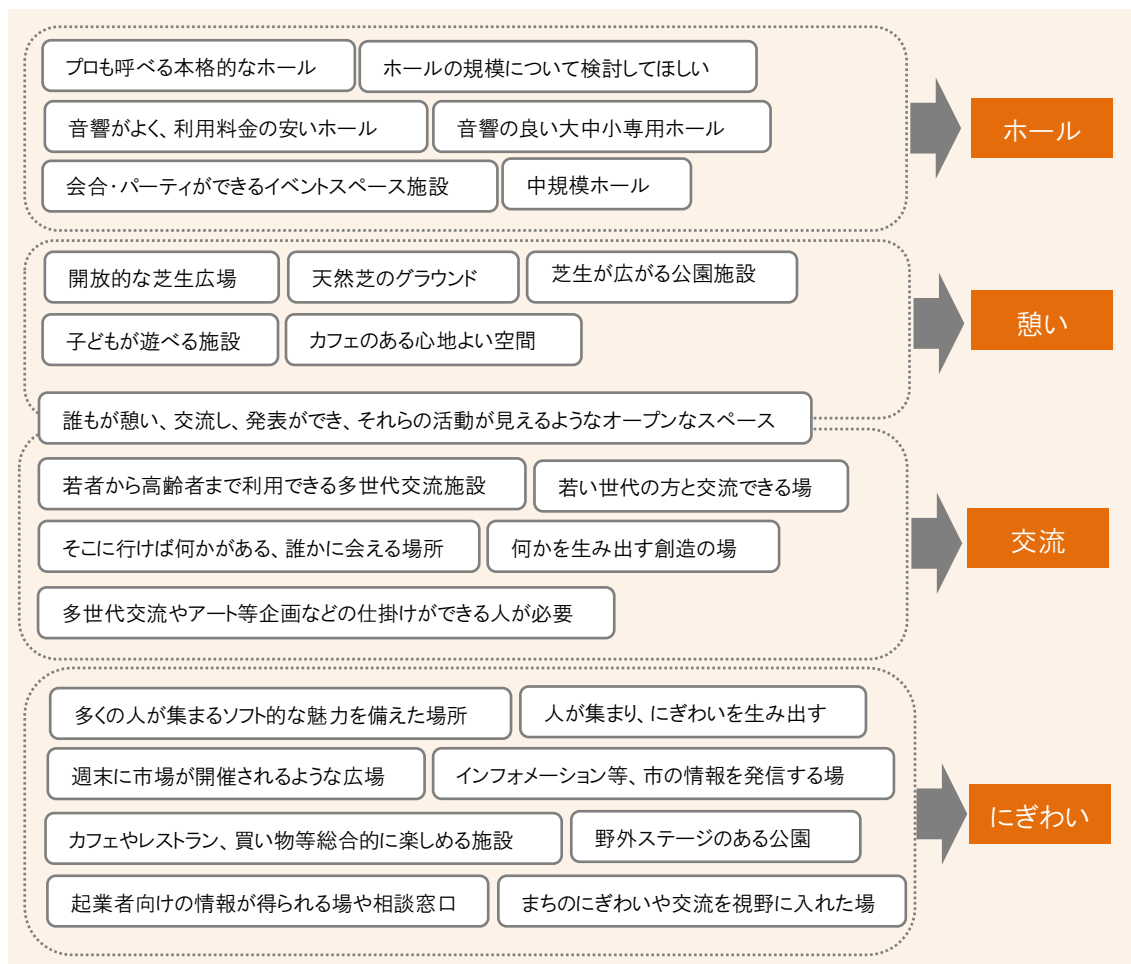 プロも呼べる本格的なホール
ホールの規模について検討してほしい
音響がよく、利用料金の安いホール
音響の良い大中小専用ホール
会合・パーティができるイベントスペース施設
中規模ホール
ホール
開放的な芝生広場
天然芝のグラウンド
芝生が広がる公園施設
子どもが遊べる施設
カフェのある心地よい空間
憩い
誰もが憩い、交流し、発表ができ、それらの活動が見えるようなオープンなスペース
若者から高齢者まで利用できる多世代交流施設
若い世代の方と交流できる場
そこに行けば何かがある、誰かに会える場所
何かを生み出す創造の場
多世代交流やアート等企画などの仕掛けができる人が必要
交流
多くの人が集まるソフト的な魅力を備えた場所
人が集まり、にぎわいを生み出す
週末に市場が開催されるような広場
インフォメーション等、市の情報を発信する場
カフェやレストラン、買い物等総合的に楽しめる施設
野外ステージのある公園
起業者向けの情報が得られる場や相談窓口
まちのにぎわいや交流を視野に入れた場
にぎわい